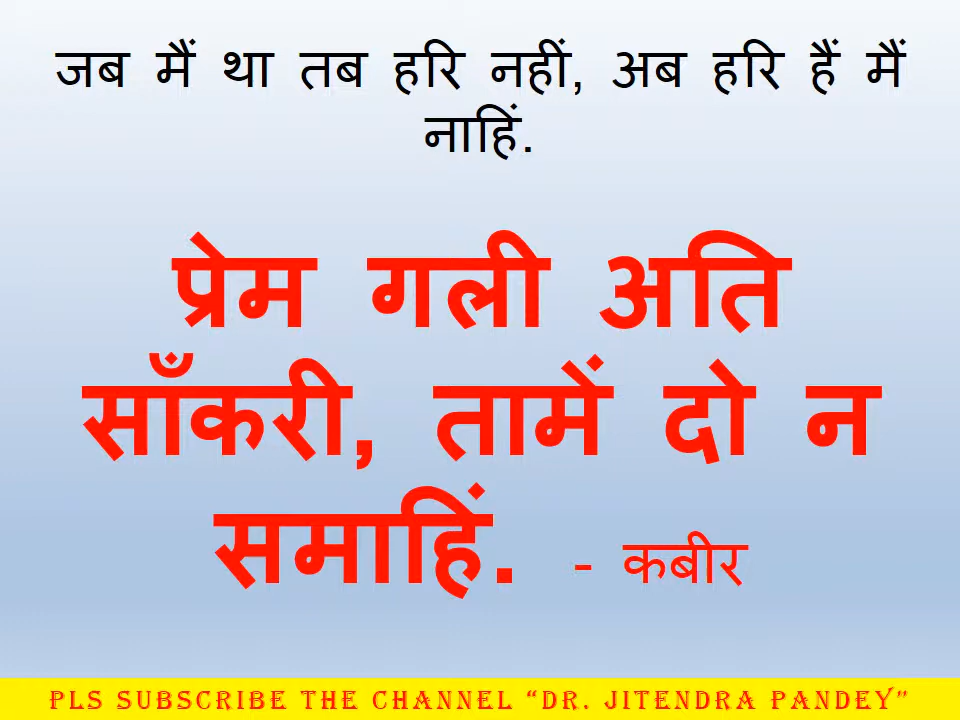 जब मैं था तब हरि नहीं, अब हरि हैं मैं
नाहिं.
प्रेम गली अति
साँकरी, तामें दो न
समाहिं. - कबीर
PLS SUBSCRIBE THE CHANNEL “DR. JITENDRA PANDEY”